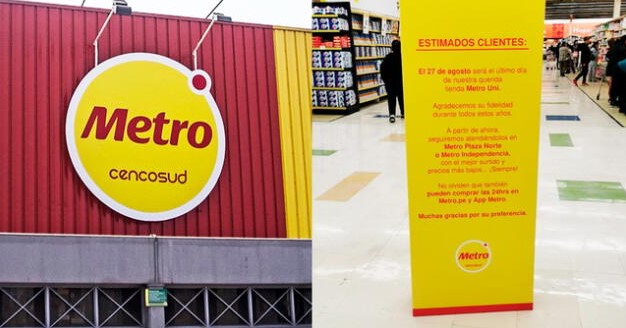 Metro
cencosud
ESTIMADOS CLIENTES:
El 27 de agosto será el último día
de nuestra querida
tienda Metro Uni.
Agradecemos su fidelidad
durante todos estos años.
A partir de ahora,
seguiremos atendiéndolos en
Metro Plaza Norte
o Metro Independencia,
con el mejor surtido y
precios más bajos... ¡Siempre!
No olviden que también
pueden comprar las 24hrs en
Metro.pe y App Metro.
Muchas gracias por su preferencia.
Metro
cencosud